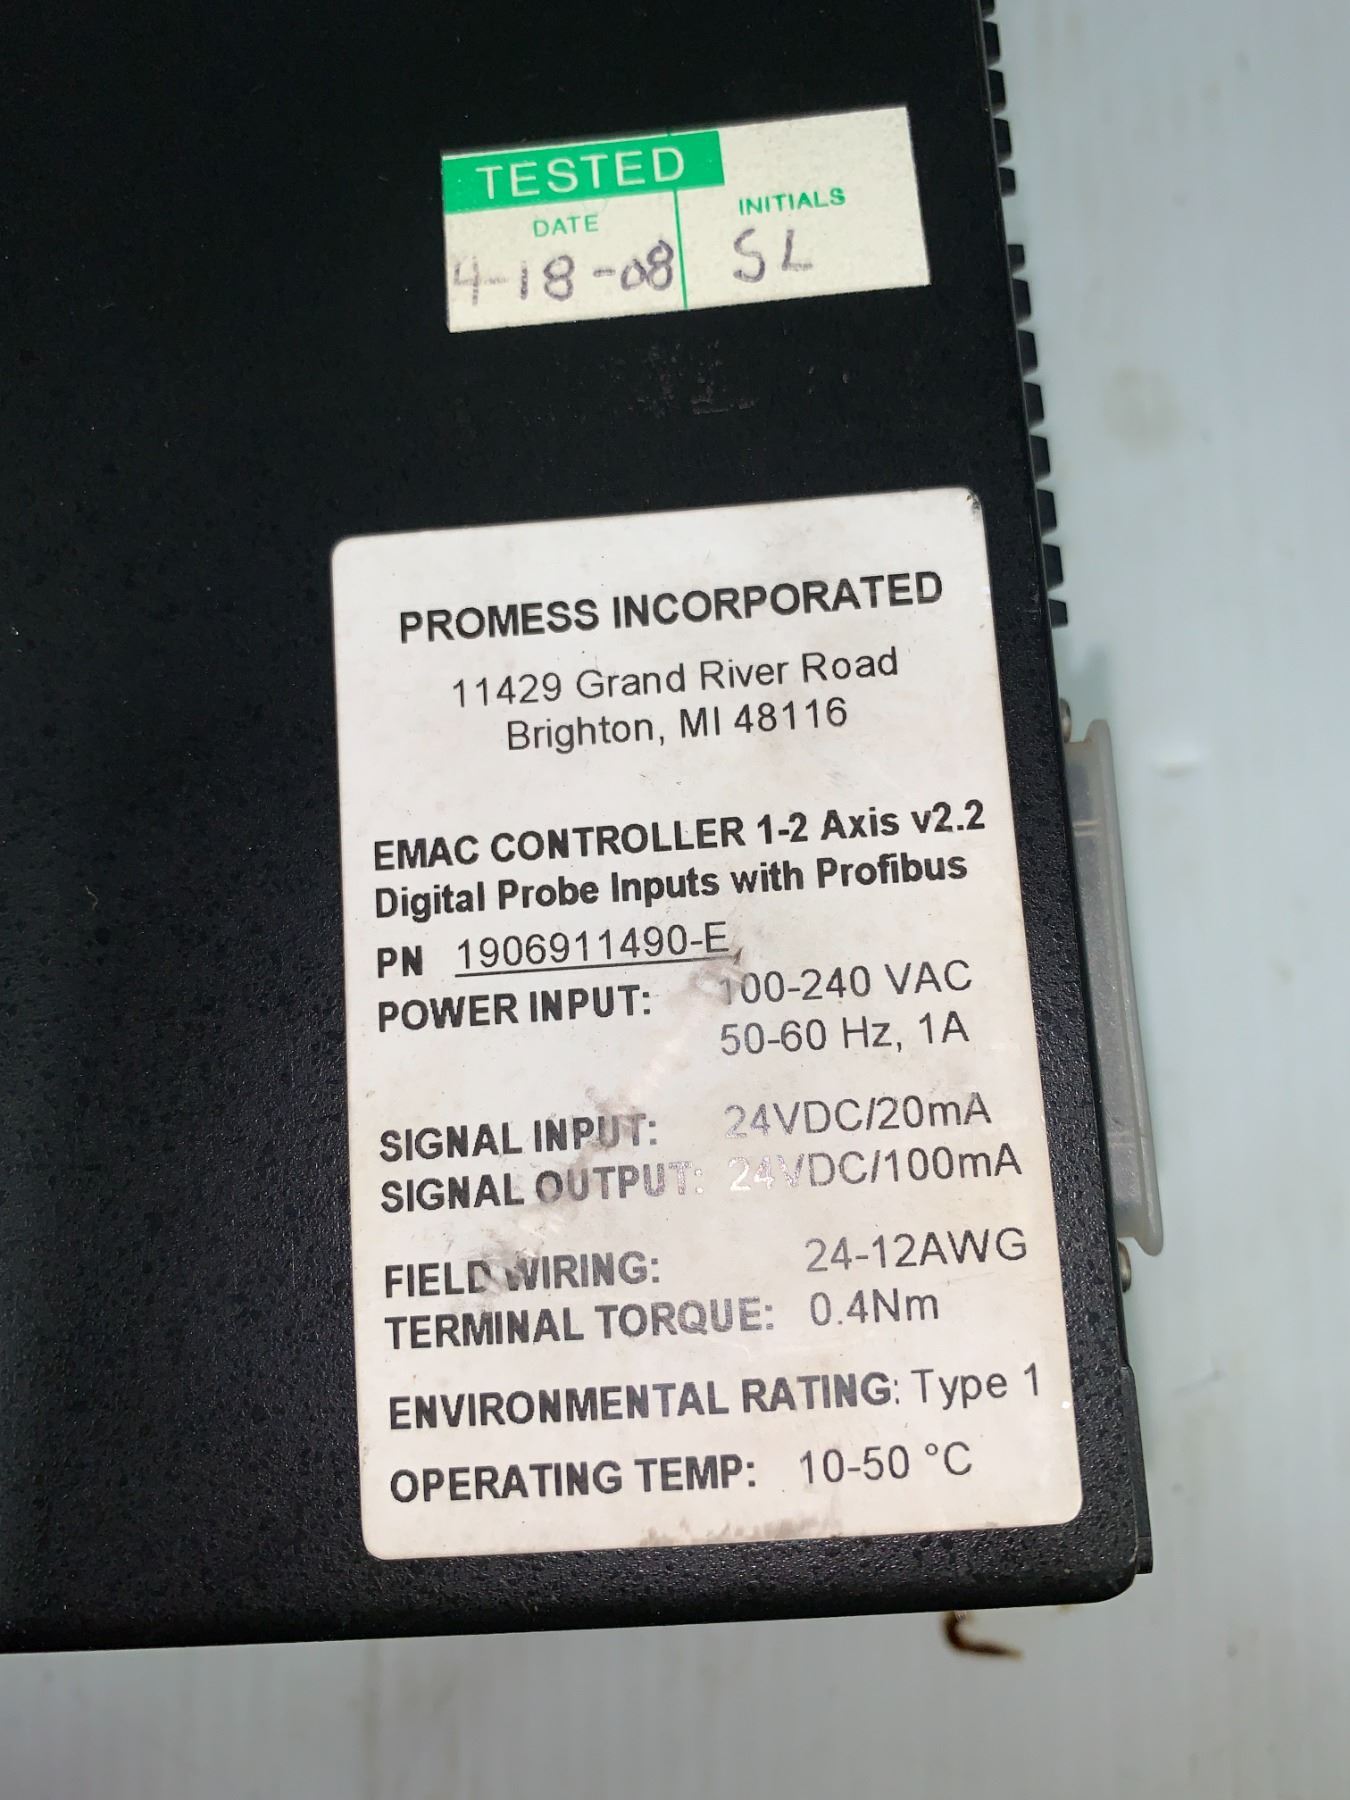 TESTED
DATE INITIALS
4-18-08 SL
PROMESS INCORPORATED
11429 Grand River Road
Brighton, MI 48116
EMAC CONTROLLER 1-2 Axis v2.2
Digital Probe Inputs with Profibus
PN 1906911490-E
POWER INPUT: 100-240 VAC
50-60 Hz, 1A
SIGNAL INPUT: 24VDC/20mA
SIGNAL OUTPUT: 24VDC/100mA
FIELD WIRING: 24-12AWG
TERMINAL TORQUE: 0.4Nm
ENVIRONMENTAL RATING: Type 1
OPERATING TEMP: 10-50 °C